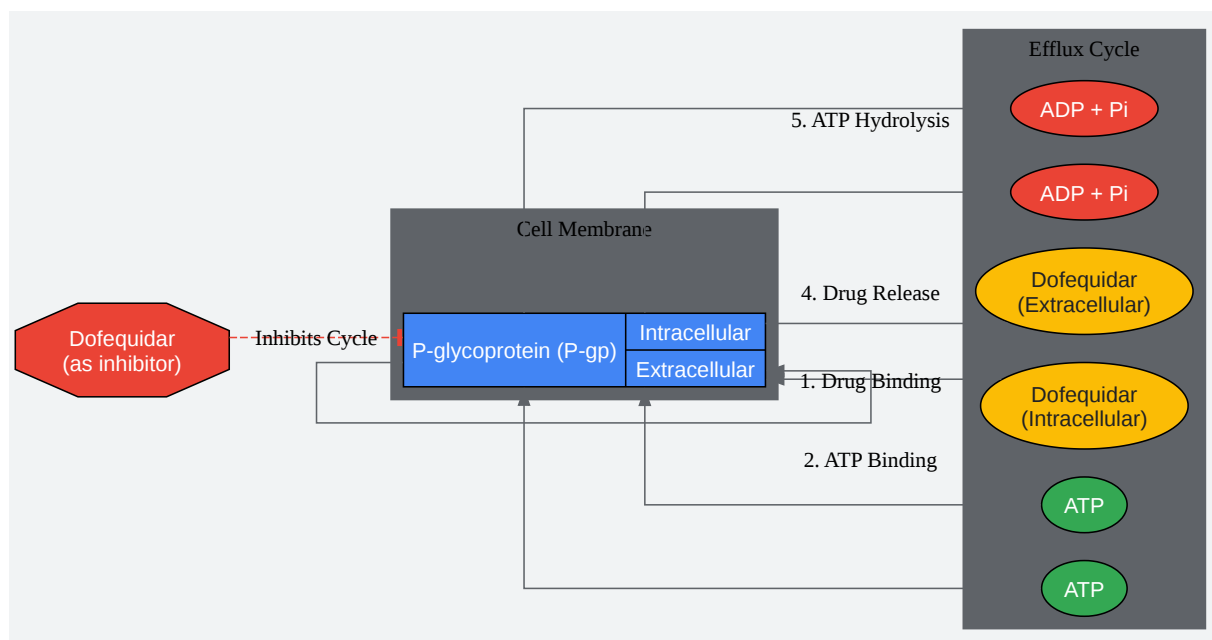 Efflux Cycle
ADP + Pi
5. ATP Hydrolysis
ADP + Pi
Cell Membrane
Dofequidar
(Extracellular)
4. Drug Release
Dofequidar
(as inhibitor)
Inhibits Cycle
P-glycoprotein (P-gp)
Intracellular
Extracellular
1. Drug Binding
Dofequidar
(Intracellular)
2. ATP Binding
ATP
ATP